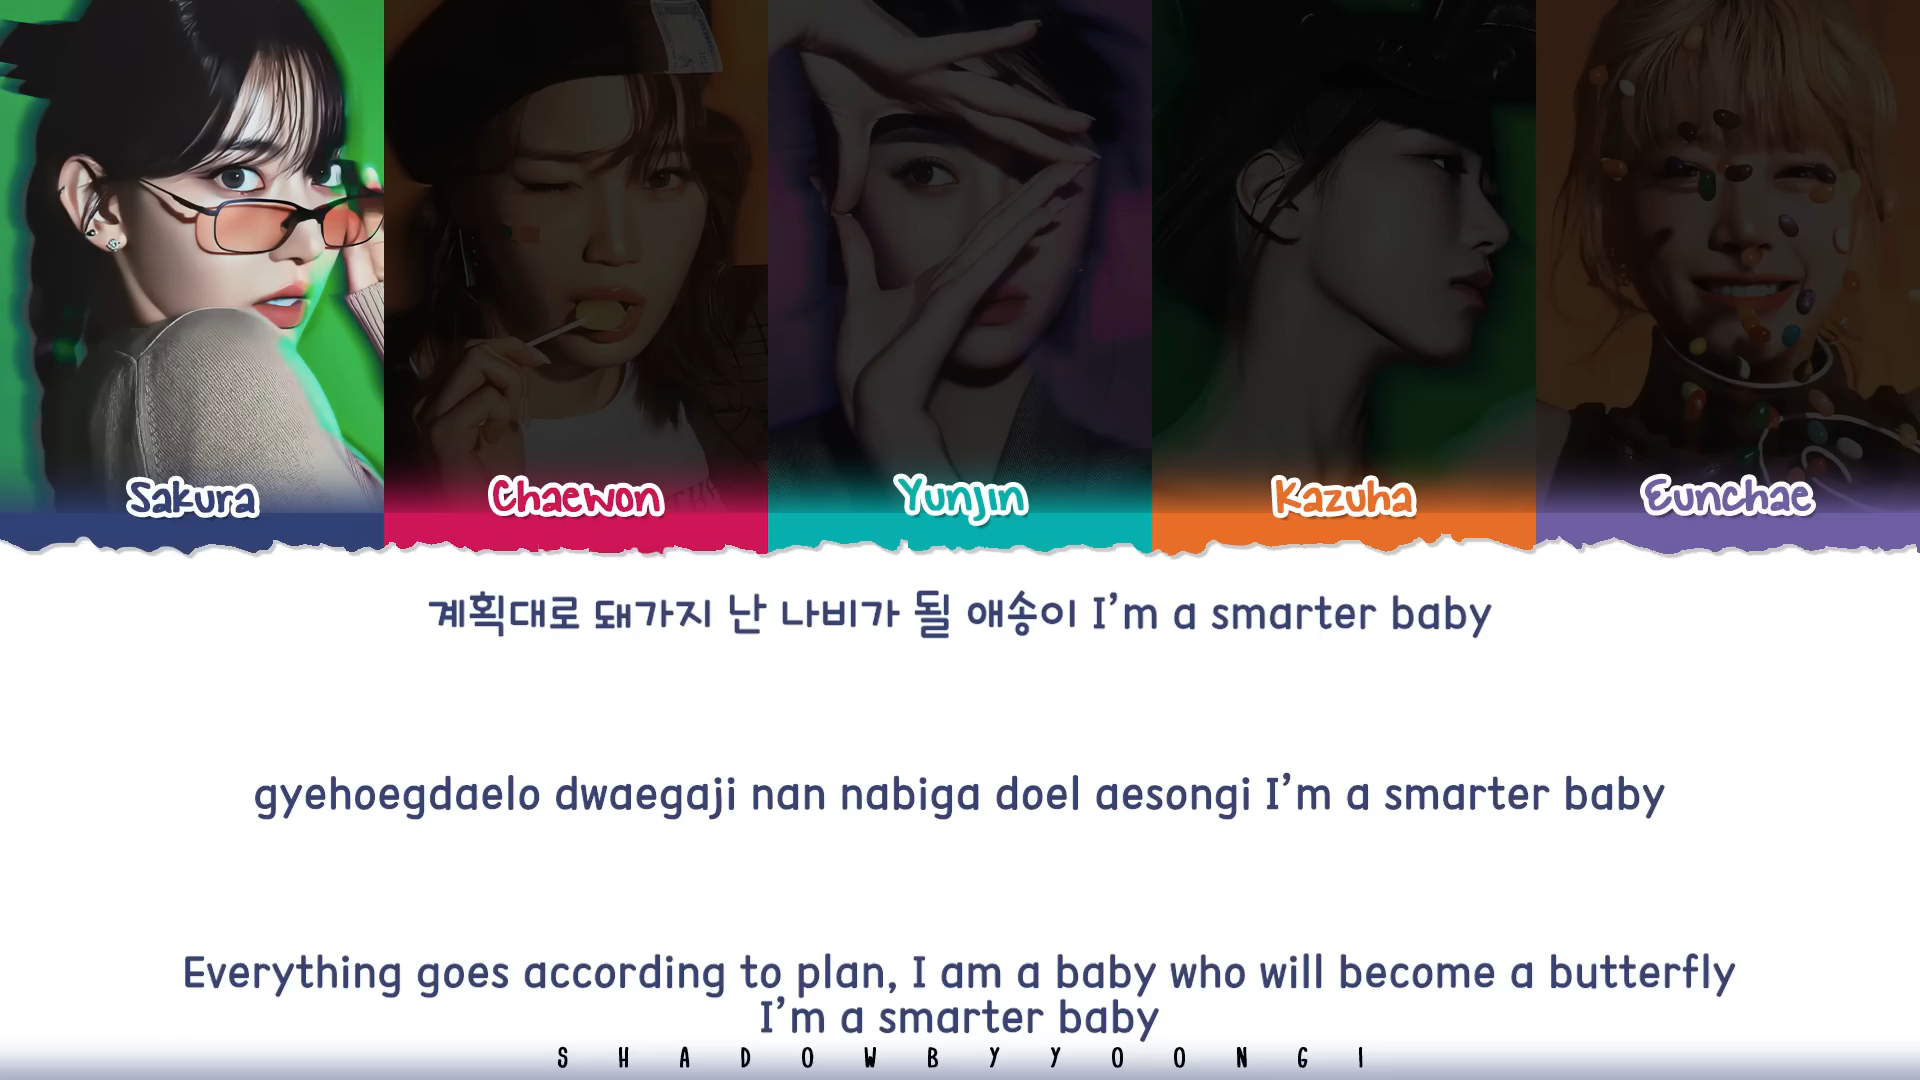 Sakura
Chaewon
Yunjin
Kazuha
Eunchae
계획대로 돼가지 난 나비가 될 애송이 I'm a smarter baby
gyehoegdaelo dwaegaji nan nabiga doel aesongi I'm a smarter baby
Everything goes according to plan, I am a baby who will become a butterfly
I'm a smarter baby
S H A D O W B Y Y O O N G I